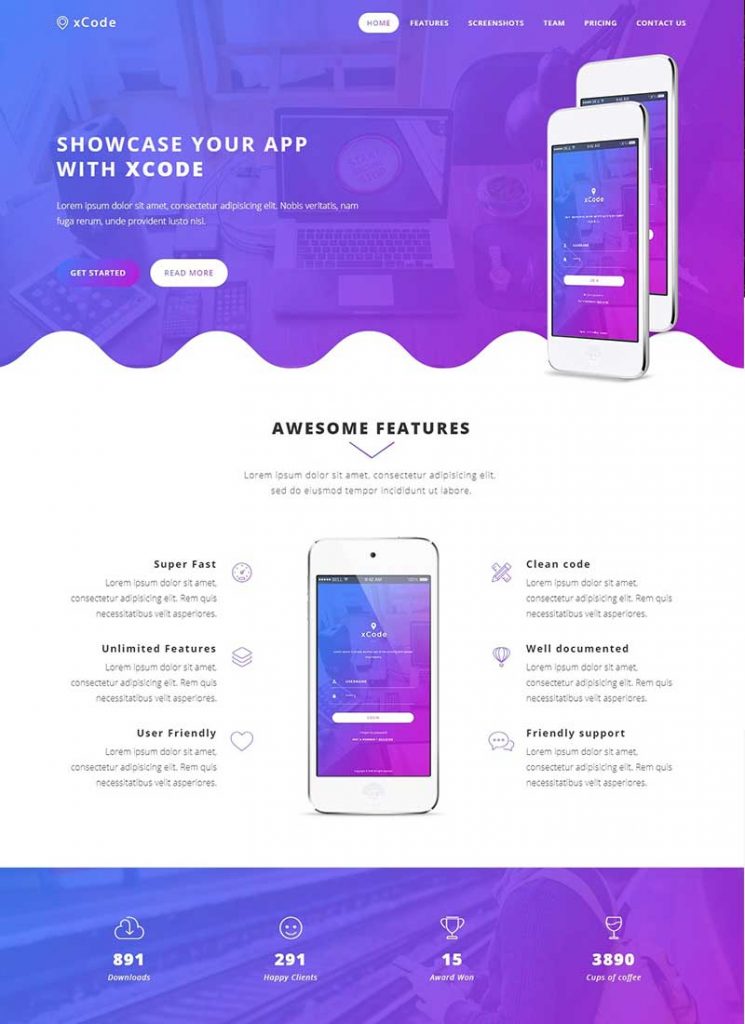 xCode
HOME FEATURES SCREENSHOTS TEAM PRICING CONTACT US
SHOWCASE YOUR APP
WITH XCODE
Lorem ipsum dolor sit amet, consectetur adipisicing elit. Nobis veritatis, nam
fuga rerum, unde provident iusto nisi.
GET STARTED READ MORE
xCode
USERNAME
AWESOME FEATURES
Lorem ipsum dolor sit amet, consectetur adipisicing elit,
sed do eiusmod tempor incididunt ut labore.
Super Fast
Lorem ipsum dolor sit amet,
consectetur adipisicing elit. Rem quis
necessitatibus velit asperiores.
Unlimited Features
Lorem ipsum dolor sit amet,
consectetur adipisicing elit. Rem quis
necessitatibus velit asperiores.
User Friendly
Lorem ipsum dolor sit amet,
consectetur adipisicing elit. Rem quis
necessitatibus velit asperiores.
9:42 AM
xCode
USERNAME
LOGIN
Clean code
Lorem ipsum dolor sit amet,
consectetur adipisicing elit. Rem quis
necessitatibus velit asperiores.
Well documented
Lorem ipsum dolor sit amet,
consectetur adipisicing elit. Rem quis
necessitatibus velit asperiores.
Friendly support
Lorem ipsum dolor sit amet,
consectetur adipisicing elit. Rem quis
necessitatibus velit asperiores.
891
Downloads
291
Happy Clients
15
Award Won
3890
Cups of coffee